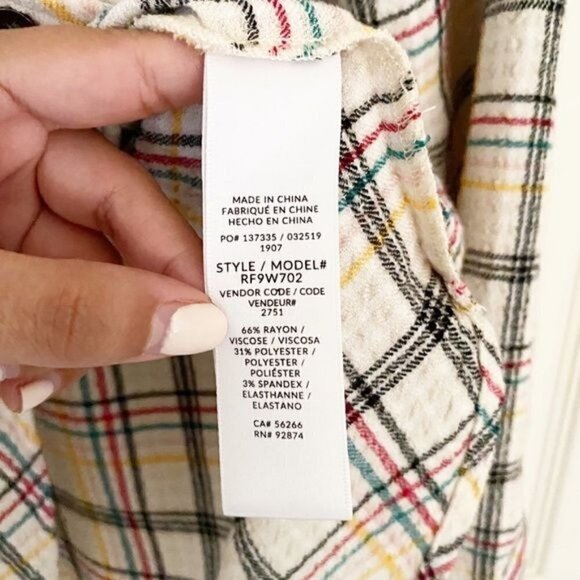 MADE IN CHINA
FABRIQUÉ EN CHINE
HECHO EN CHINA
PO# 137335 / 032519
1907
STYLE / MODEL#
RF9W702
VENDOR CODE / CODE
VENDEUR#
2751
66% RAYON /
VISCOSE / VISCOSA
31% POLYESTER /
POLYESTER /
POLIÉSTER
3% SPANDEX /
ELASTHANNE /
ELASTANO
CA# 56266
RN# 92874